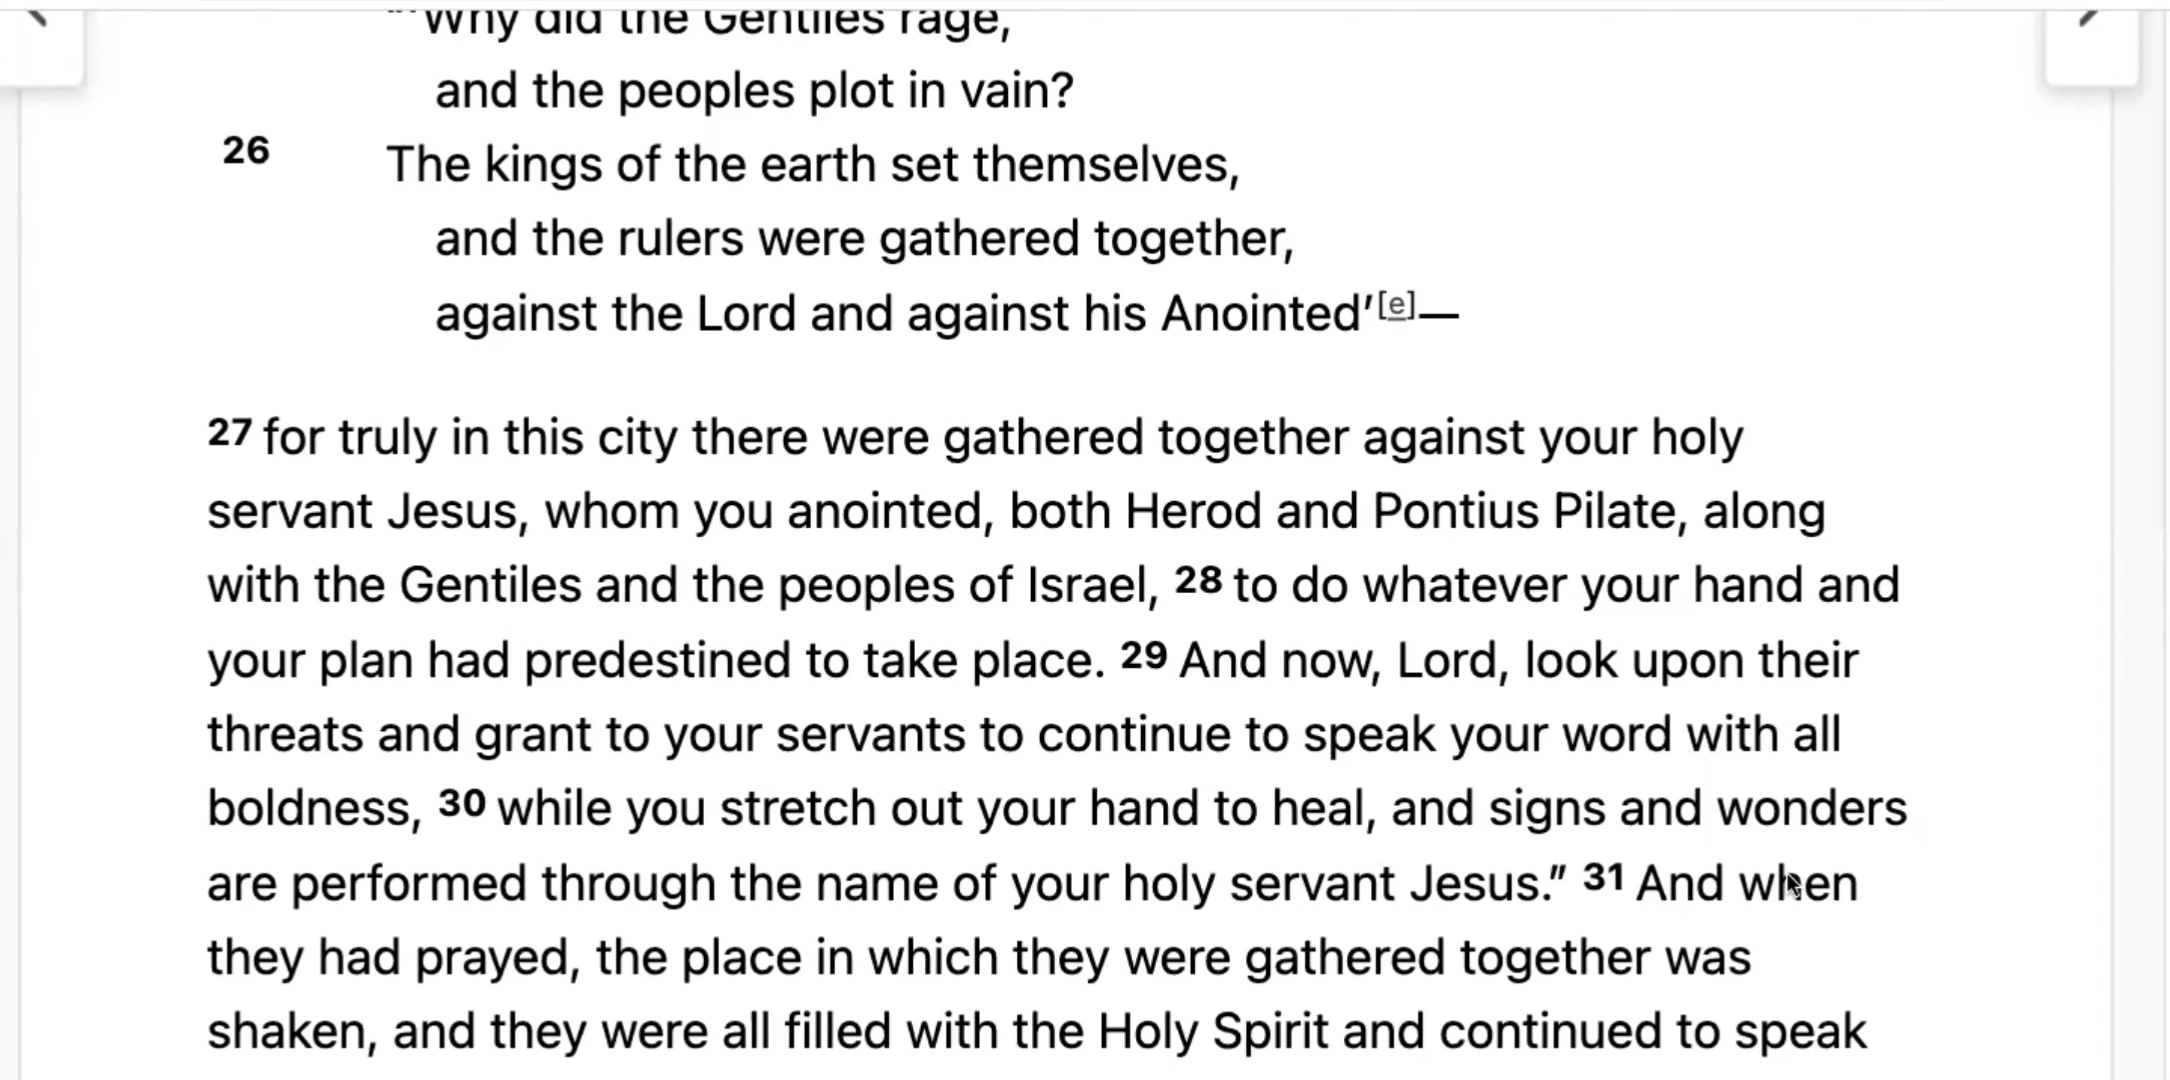 "'Why did the Gentiles rage,
and the peoples plot in vain?
26 The kings of the earth set themselves,
and the rulers were gathered together,
against the Lord and against his Anointed'[e]—
27 for truly in this city there were gathered together against your holy
servant Jesus, whom you anointed, both Herod and Pontius Pilate, along
with the Gentiles and the peoples of Israel, 28 to do whatever your hand and
your plan had predestined to take place. 29 And now, Lord, look upon their
threats and grant to your servants to continue to speak your word with all
boldness, 30 while you stretch out your hand to heal, and signs and wonders
are performed through the name of your holy servant Jesus." 31 And when
they had prayed, the place in which they were gathered together was
shaken, and they were all filled with the Holy Spirit and continued to speak